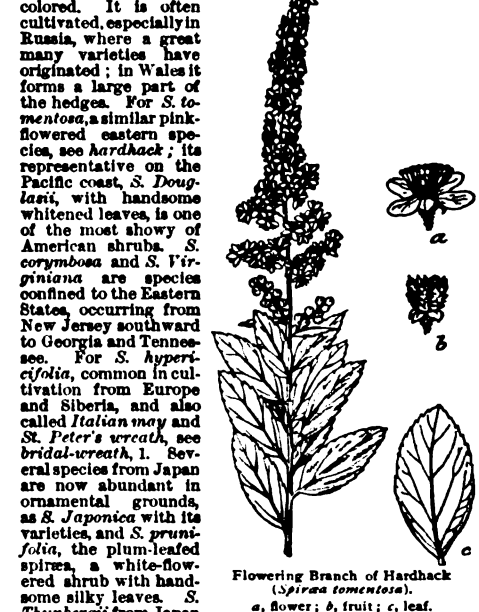 colored. It is often
cultivated, especially in
Russia, where a great
many varieties have
originated; in Wales it
forms a large part of
the hedges. For S. to-
mentosa, a similar pink-
flowered eastern spe-
cies, see hardhack; its
representative on the
Pacific coast, S. Doug-
lasii, with handsome
whitened leaves, is one
of the most showy of
American shrubs. S.
corymbosa and S. Vir-
giniana are species
confined to the Eastern
States, occurring from
New Jersey southward
to Georgia and Tennes-
see. For S. hyperi-
cifolia, common in cul-
tivation from Europe
and Siberia, and also
called Italian may and
St. Peter's wreath, see
bridal-wreath, 1. Sev-
eral species from Japan
are now abundant in
ornamental grounds,
as S. Japonica with its
varieties, and S. pruni-
folia, the plum-leafed
spiræa, a white-flow-
ered shrub with hand-
some silky leaves. S.
Thunbergii from Japan
a
b
c
Flowering Branch of Hardhack
(Spiræa tomentosa).
a, flower; b, fruit; c, leaf.